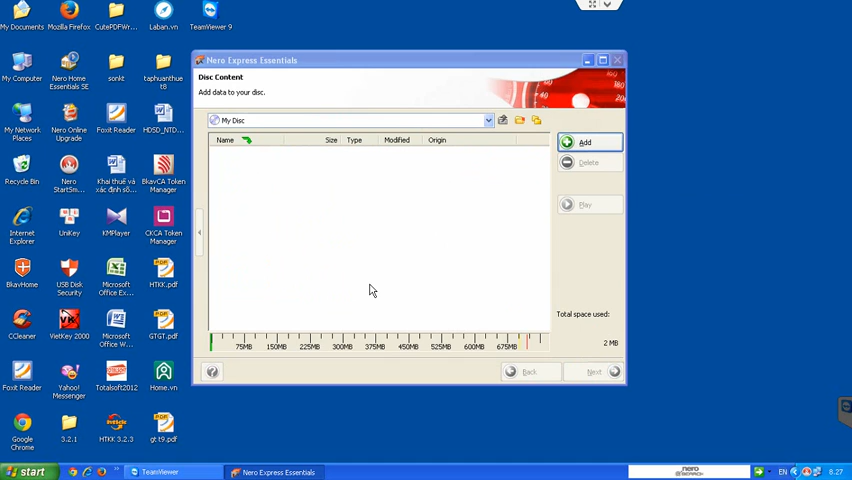 My Documents
Mozilla Firefox
CutePDFWr...
Laban.vn
TeamViewer 9
My Computer
Nero Home Essentials SE
sonkt
taphuanthue t8
My Network Places
Nero Online Upgrade
Foxit Reader
HDSD_NTD...
Recycle Bin
Nero StartSm...
Khai thuế và xác định số...
BkavCA Token Manager
Internet Explorer
UniKey
KMPlayer
CKCA Token Manager
BkavHome
USB Disk Security
Microsoft Office Ex...
HTKK.pdf
CCleaner
VietKey 2000
Microsoft Office W...
GTGT.pdf
Foxit Reader
Yahoo! Messenger
Totalsoft2012
Home.vn
Google Chrome
3.2.1
HTKK 3.2.3
gt t9.pdf
Nero Express Essentials
Disc Content
Add data to your disc.
My Disc
Name Size Type Modified Origin
Add
Delete
Play
Total space used:
2 MB
75MB 150MB 225MB 300MB 375MB 450MB 525MB 600MB 675MB
Back Next
start TeamViewer Nero Express Essentials nero SEARCH EN 8.27